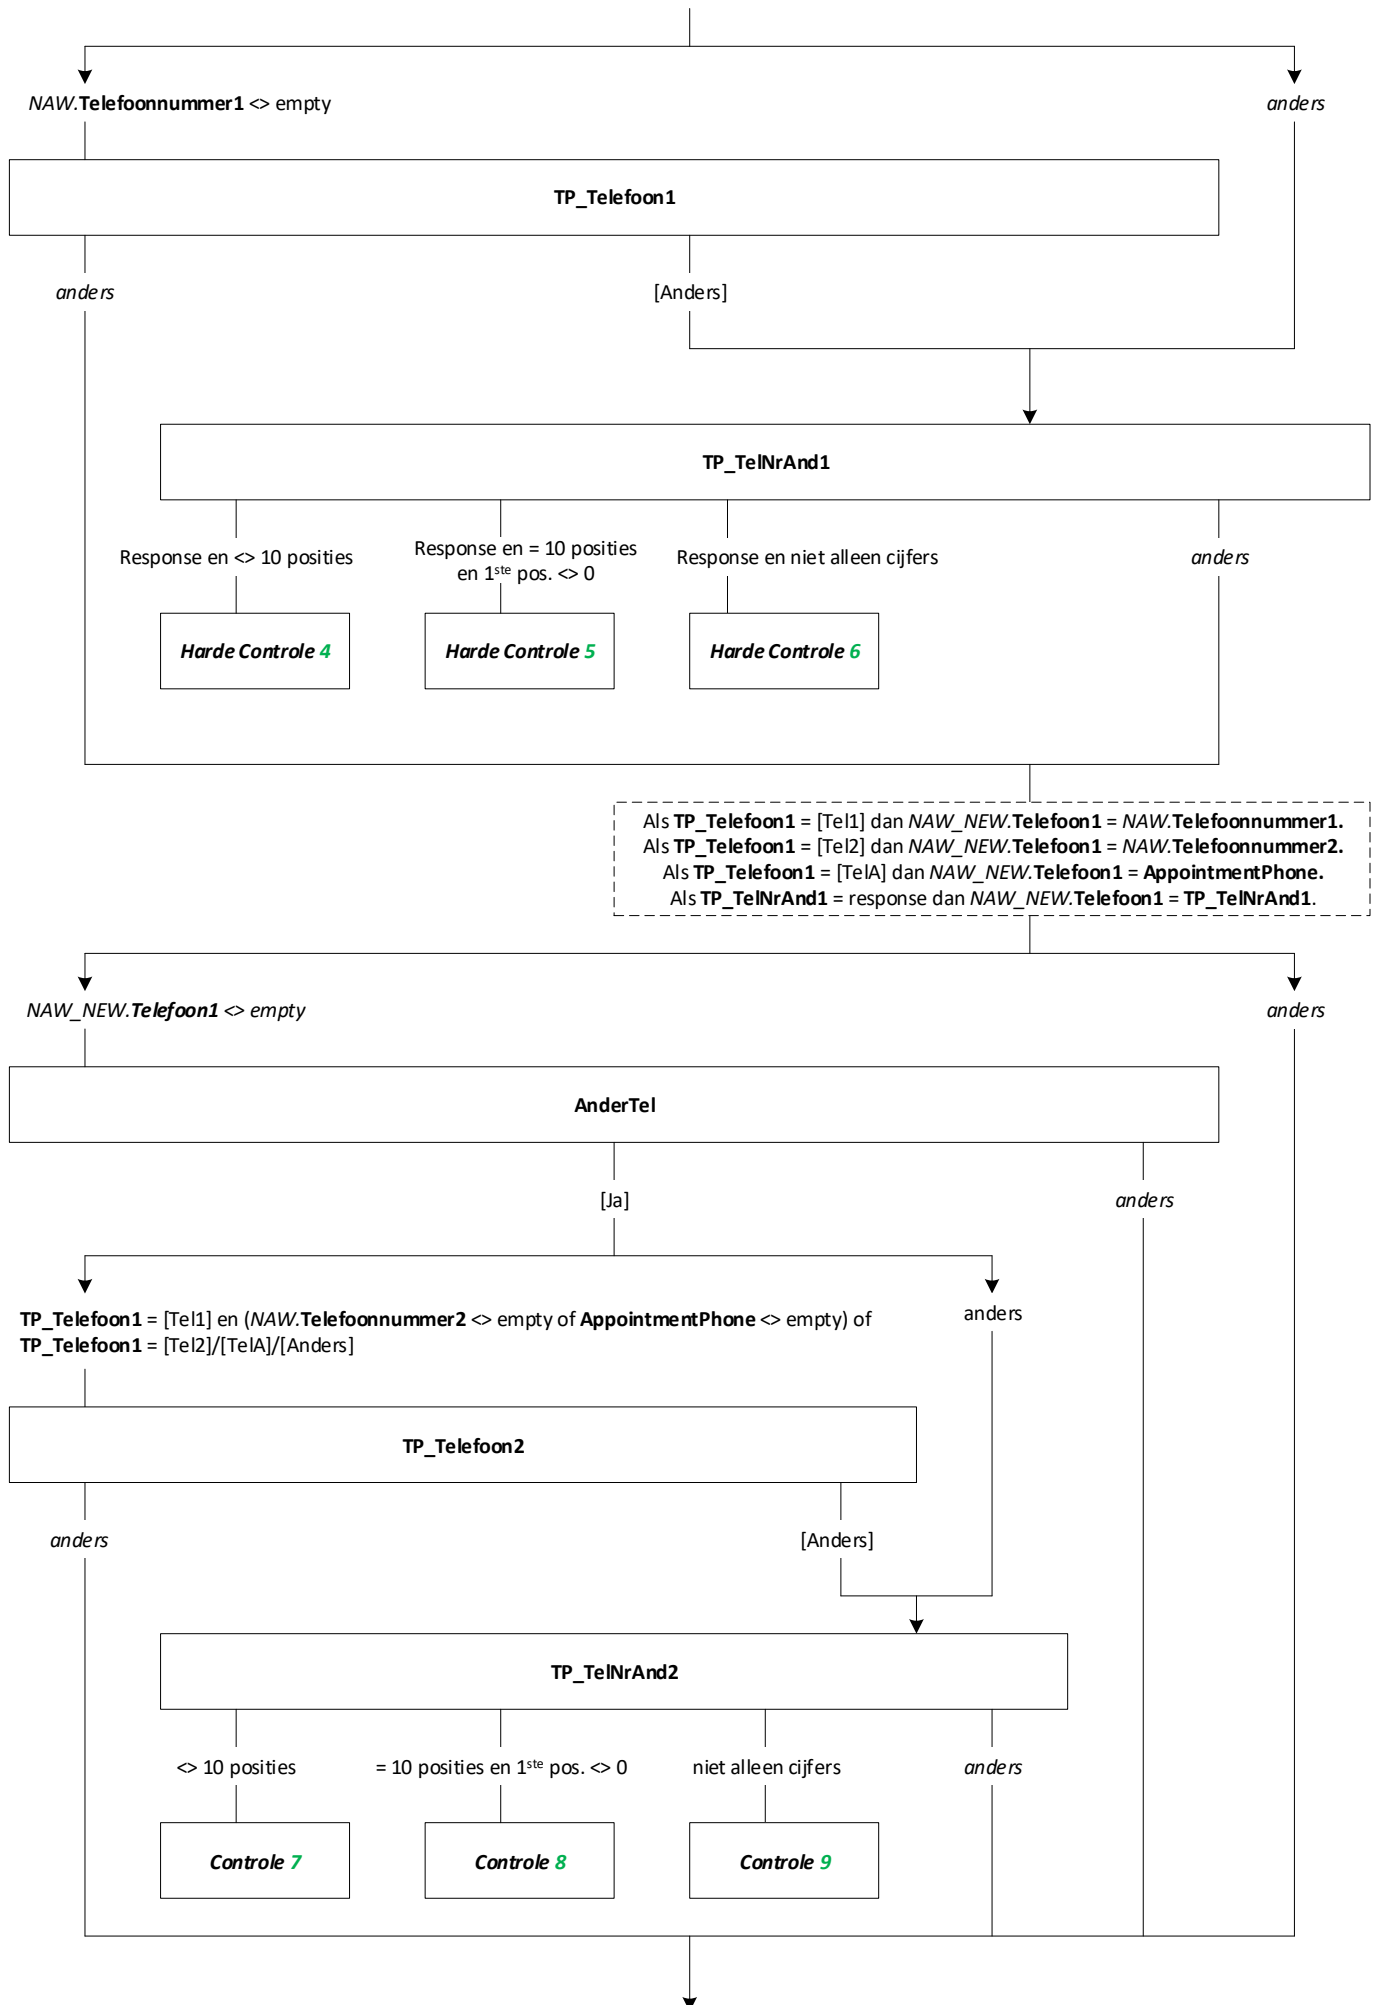 NAW.Telefoonnummer1 <> empty
anders
TP_Telefoon1
anders
[Anders]
TP_TelNrAnd1
Response en <> 10 posities
Response en = 10 posities
en 1ste pos. <> 0
Response en niet alleen cijfers
anders
Harde Controle 4
Harde Controle 5
Harde Controle 6
Als TP_Telefoon1 = [Tel1] dan NAW_NEW.Telefoon1 = NAW.Telefoonnummer1.
Als TP_Telefoon1 = [Tel2] dan NAW_NEW.Telefoon1 = NAW.Telefoonnummer2.
Als TP_Telefoon1 = [TelA] dan NAW_NEW.Telefoon1 = AppointmentPhone.
Als TP_TelNrAnd1 = response dan NAW_NEW.Telefoon1 = TP_TelNrAnd1.
NAW_NEW.Telefoon1 <> empty
anders
AnderTel
[Ja]
anders
TP_Telefoon1 = [Tel1] en (NAW.Telefoonnummer2 <> empty of AppointmentPhone <> empty) of
TP_Telefoon1 = [Tel2]/[TelA]/[Anders]
anders
TP_Telefoon2
anders
[Anders]
TP_TelNrAnd2
<> 10 posities
= 10 posities en 1ste pos. <> 0
niet alleen cijfers
anders
Controle 7
Controle 8
Controle 9